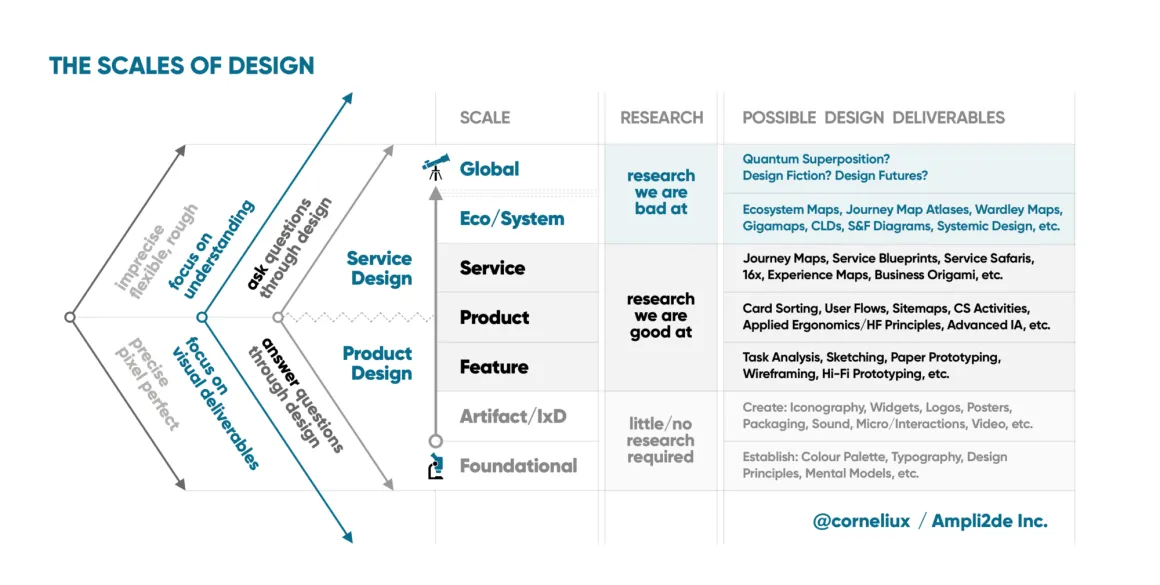 THE SCALES OF DESIGN
SCALE
RESEARCH
POSSIBLE DESIGN DELIVERABLES
imprecise
flexible, rough
focus on
understanding
ask questions
through design
Service
Design
precise
pixel perfect
focus on
visual deliverables
answer questions
through design
Product
Design
Global
Eco/System
Service
Product
Feature
Artifact/IxD
Foundational
research
we are
bad at
research
we are
good at
little/no
research
required
Quantum Superposition?
Design Fiction? Design Futures?
Ecosystem Maps, Journey Map Atlases, Wardley Maps,
Gigamaps, CLDs, S&F Diagrams, Systemic Design, etc.
Journey Maps, Service Blueprints, Service Safaris,
16x, Experience Maps, Business Origami, etc.
Card Sorting, User Flows, Sitemaps, CS Activities,
Applied Ergonomics/HF Principles, Advanced IA, etc.
Task Analysis, Sketching, Paper Prototyping,
Wireframing, Hi-Fi Prototyping, etc.
Create: Iconography, Widgets, Logos, Posters,
Packaging, Sound, Micro/Interactions, Video, etc.
Establish: Colour Palette, Typography, Design
Principles, Mental Models, etc.
@corneliux / Ampli2de Inc.